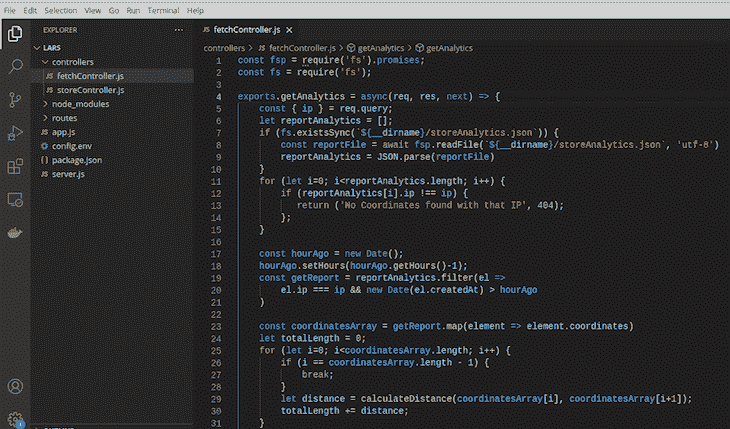 File Edit Selection View Go Run Terminal Help
EXPLORER
LARS
controllers
JS fetchController.js
JS storeController.js
node_modules
routes
JS app.js
config.env
{} package.json
JS server.js
JS fetchController.js
controllers > JS fetchController.js > getAnalytics > getAnalytics
1 const fsp = require('fs').promises;
2 const fs = require('fs');
3
4 exports.getAnalytics = async(req, res, next) => {
5 const { ip } = req.query;
6 let reportAnalytics = [];
7 if (fs.existsSync(`${__dirname}/storeAnalytics.json`)) {
8 const reportFile = await fsp.readFile(`${__dirname}/storeAnalytics.json`, 'utf-8')
9 reportAnalytics = JSON.parse(reportFile)
10 }
11 for (let i=0; i<reportAnalytics.length; i++) {
12 if (reportAnalytics[i].ip !== ip) {
13 return ('No Coordinates found with that IP', 404);
14 };
15 }
16
17 const hourAgo = new Date();
18 hourAgo.setHours(hourAgo.getHours()-1);
19 const getReport = reportAnalytics.filter(el =>
20 el.ip === ip && new Date(el.createdAt) > hourAgo
21 )
22
23 const coordinatesArray = getReport.map(element => element.coordinates)
24 let totalLength = 0;
25 for (let i=0; i<coordinatesArray.length; i++) {
26 if (i == coordinatesArray.length - 1) {
27 break;
28 }
29 let distance = calculateDistance(coordinatesArray[i], coordinatesArray[i+1]);
30 totalLength += distance;
31 }